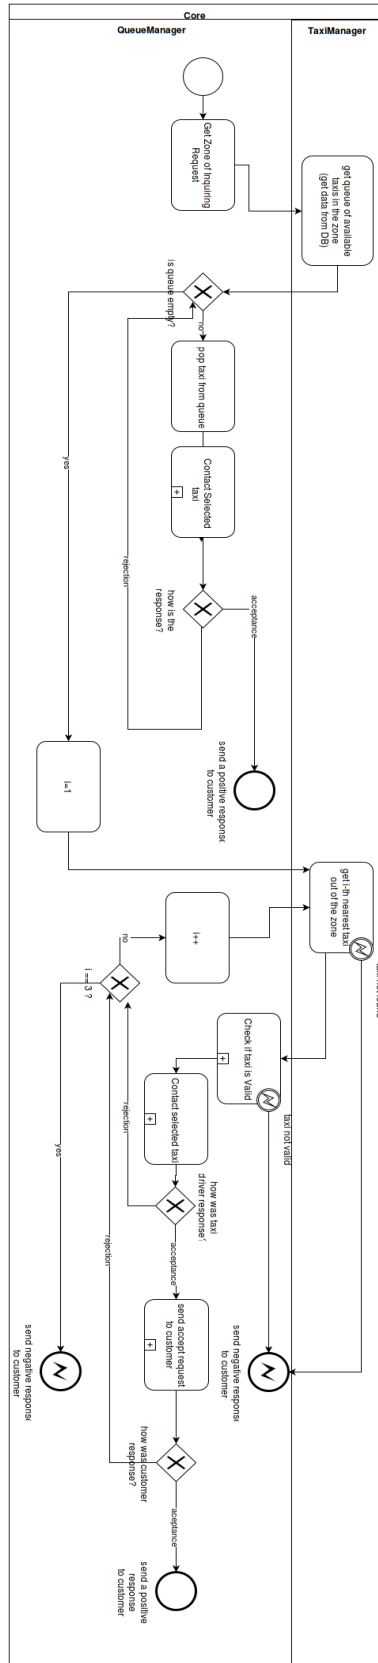 Core
QueueManager
TaxiManager
Get Zone of Inquiring
Request
get queue of available
taxis in the zone
(get data from DB)
is queue empty?
no
yes
pop taxi from queue
Contact Selected
taxi
how is the
response?
acceptance
rejection
send a positive response
to customer
i=1
get i-th nearest taxi
out of the zone
i++
no
i == 3 ?
yes
Check if taxi is Valid
taxi not valid
Contact selected taxi
rejection
how was taxi
driver response?
acceptance
rejection
send accept request
to customer
send negative response
to customer
send negative response
to customer
how was customer
response?
acceptance
send a positive
response
to customer